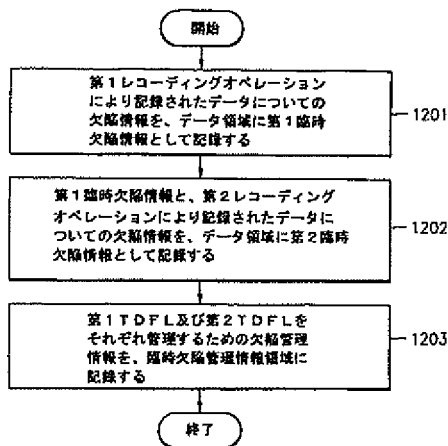 開始
第1レコーディングオペレーション
により記録されたデータについての
欠陥情報を、データ領域に第1臨時
欠陥情報として記録する
1201
第1臨時欠陥情報と、第2レコーディング
オペレーションにより記録されたデータに
ついての欠陥情報を、データ領域に第2臨時
欠陥情報として記録する
1202
第1TDFL及び第2TDFLを
それぞれ管理するための欠陥管理
情報を、臨時欠陥管理情報領域に
記録する
1203
終了